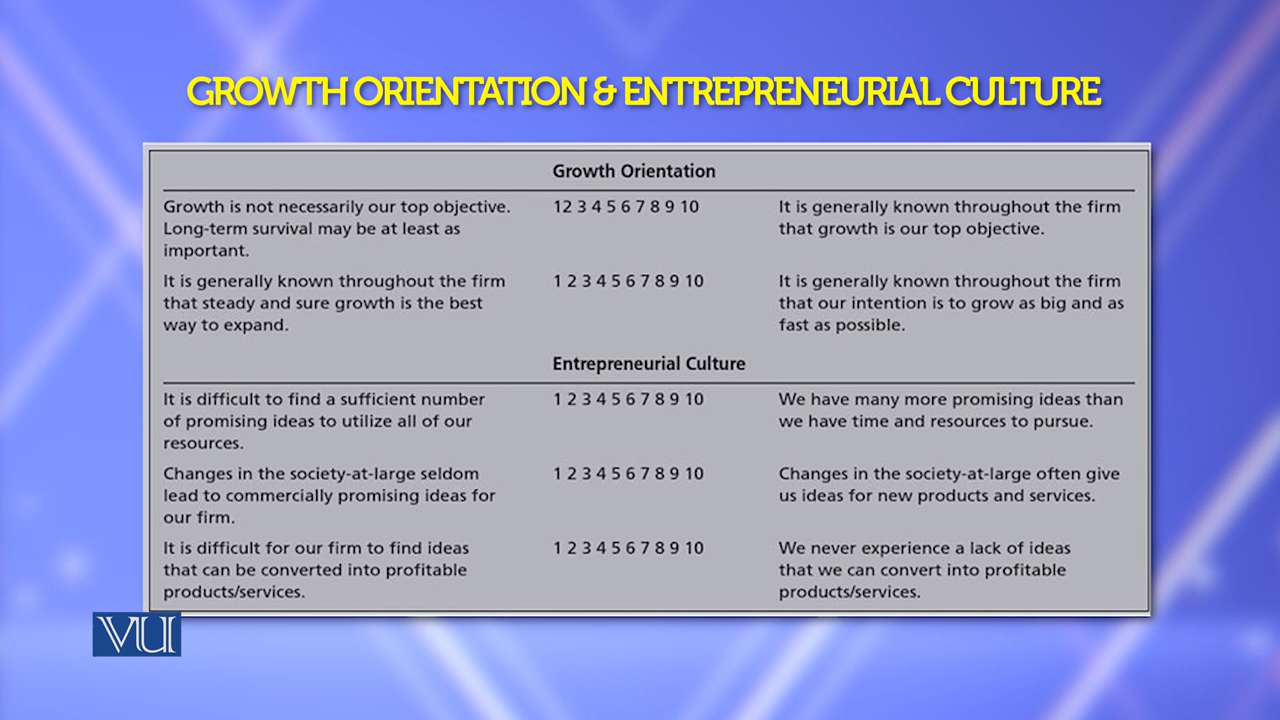 GROWTH ORIENTATION & ENTREPRENEURIAL CULTURE
Growth Orientation
Growth is not necessarily our top objective.
Long-term survival may be at least as
important.
12 3 4 5 6 7 8 9 10
It is generally known throughout the firm
that growth is our top objective.
It is generally known throughout the firm
that steady and sure growth is the best
way to expand.
1 2 3 4 5 6 7 8 9 10
It is generally known throughout the firm
that our intention is to grow as big and as
fast as possible.
Entrepreneurial Culture
It is difficult to find a sufficient number
of promising ideas to utilize all of our
resources.
1 2 3 4 5 6 7 8 9 10
We have many more promising ideas than
we have time and resources to pursue.
Changes in the society-at-large seldom
lead to commercially promising ideas for
our firm.
1 2 3 4 5 6 7 8 9 10
Changes in the society-at-large often give
us ideas for new products and services.
It is difficult for our firm to find ideas
that can be converted into profitable
products/services.
1 2 3 4 5 6 7 8 9 10
We never experience a lack of ideas
that we can convert into profitable
products/services.
VU